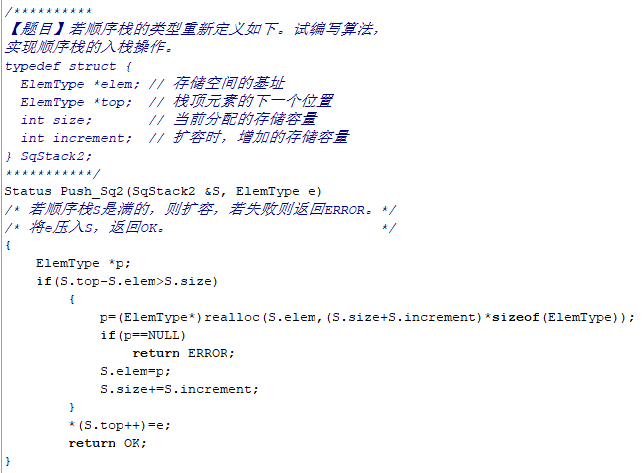 /**********
【题目】若顺序栈的类型重新定义如下。试编写算法，
实现顺序栈的入栈操作。
typedef struct {
  ElemType *elem; // 存储空间的基址
  ElemType *top;  // 栈顶元素的下一个位置
  int size;       // 当前分配的存储容量
  int increment;  // 扩容时，增加的存储容量
} SqStack2;
***********/
Status Push_Sq2(SqStack2 &S, ElemType e)
/* 若顺序栈S是满的，则扩容，若失败则返回ERROR。*/
/* 将e压入S，返回OK。                          */
{
    ElemType *p;
    if(S.top-S.elem>S.size)
        {
            p=(ElemType*)realloc(S.elem,(S.size+S.increment)*sizeof(ElemType));
            if(p==NULL)
                return ERROR;
            S.elem=p;
            S.size+=S.increment;
        }
        *(S.top++)=e;
        return OK;
}